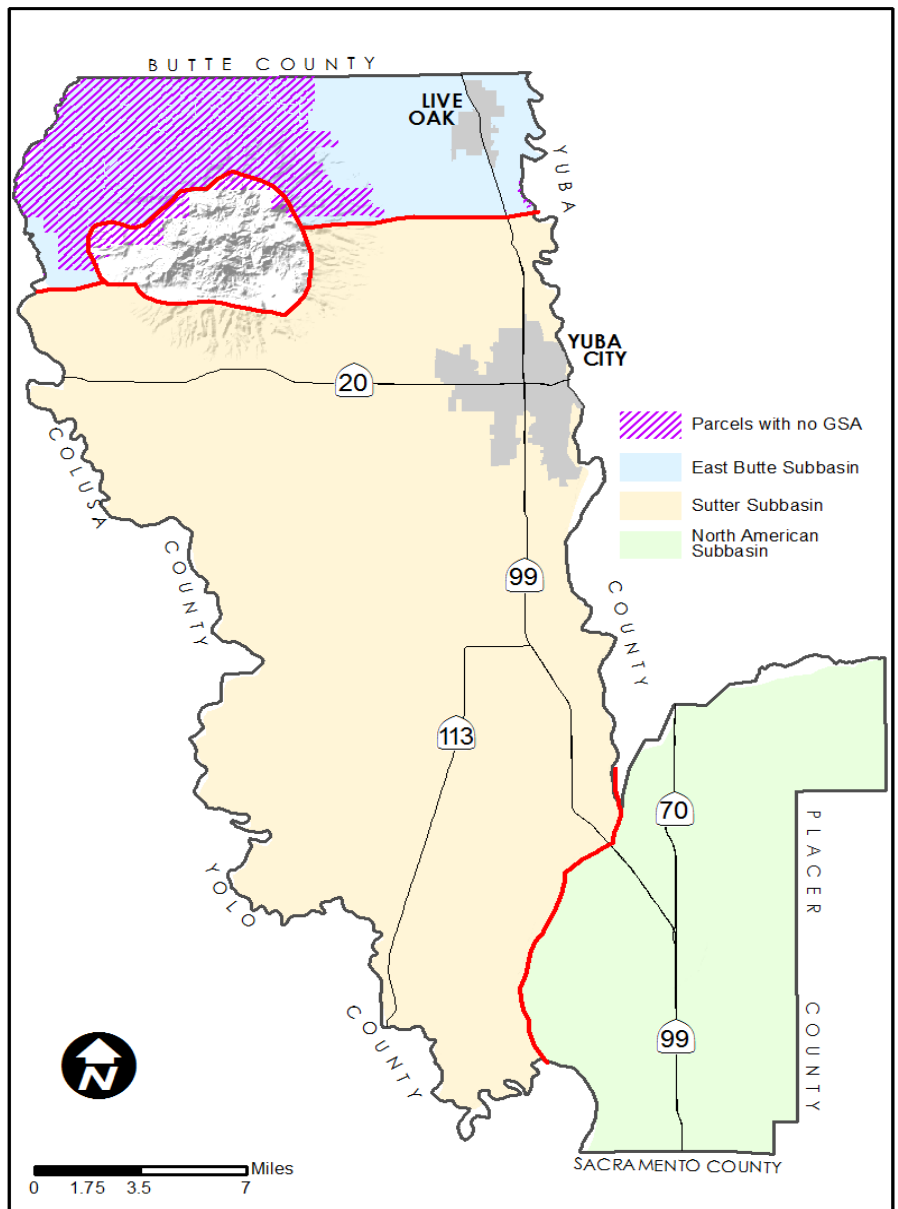 BUTTE COUNTY
LIVE
OAK
YUBA
YUBA
CITY
20
Parcels with no GSA
East Butte Subbasin
Sutter Subbasin
North American
Subbasin
COLUSA
COUNTY
99
COUNTY
113
70
PLACER
COUNTY
YOLO
COUNTY
99
N
Miles
0 1.75 3.5 7
SACRAMENTO COUNTY